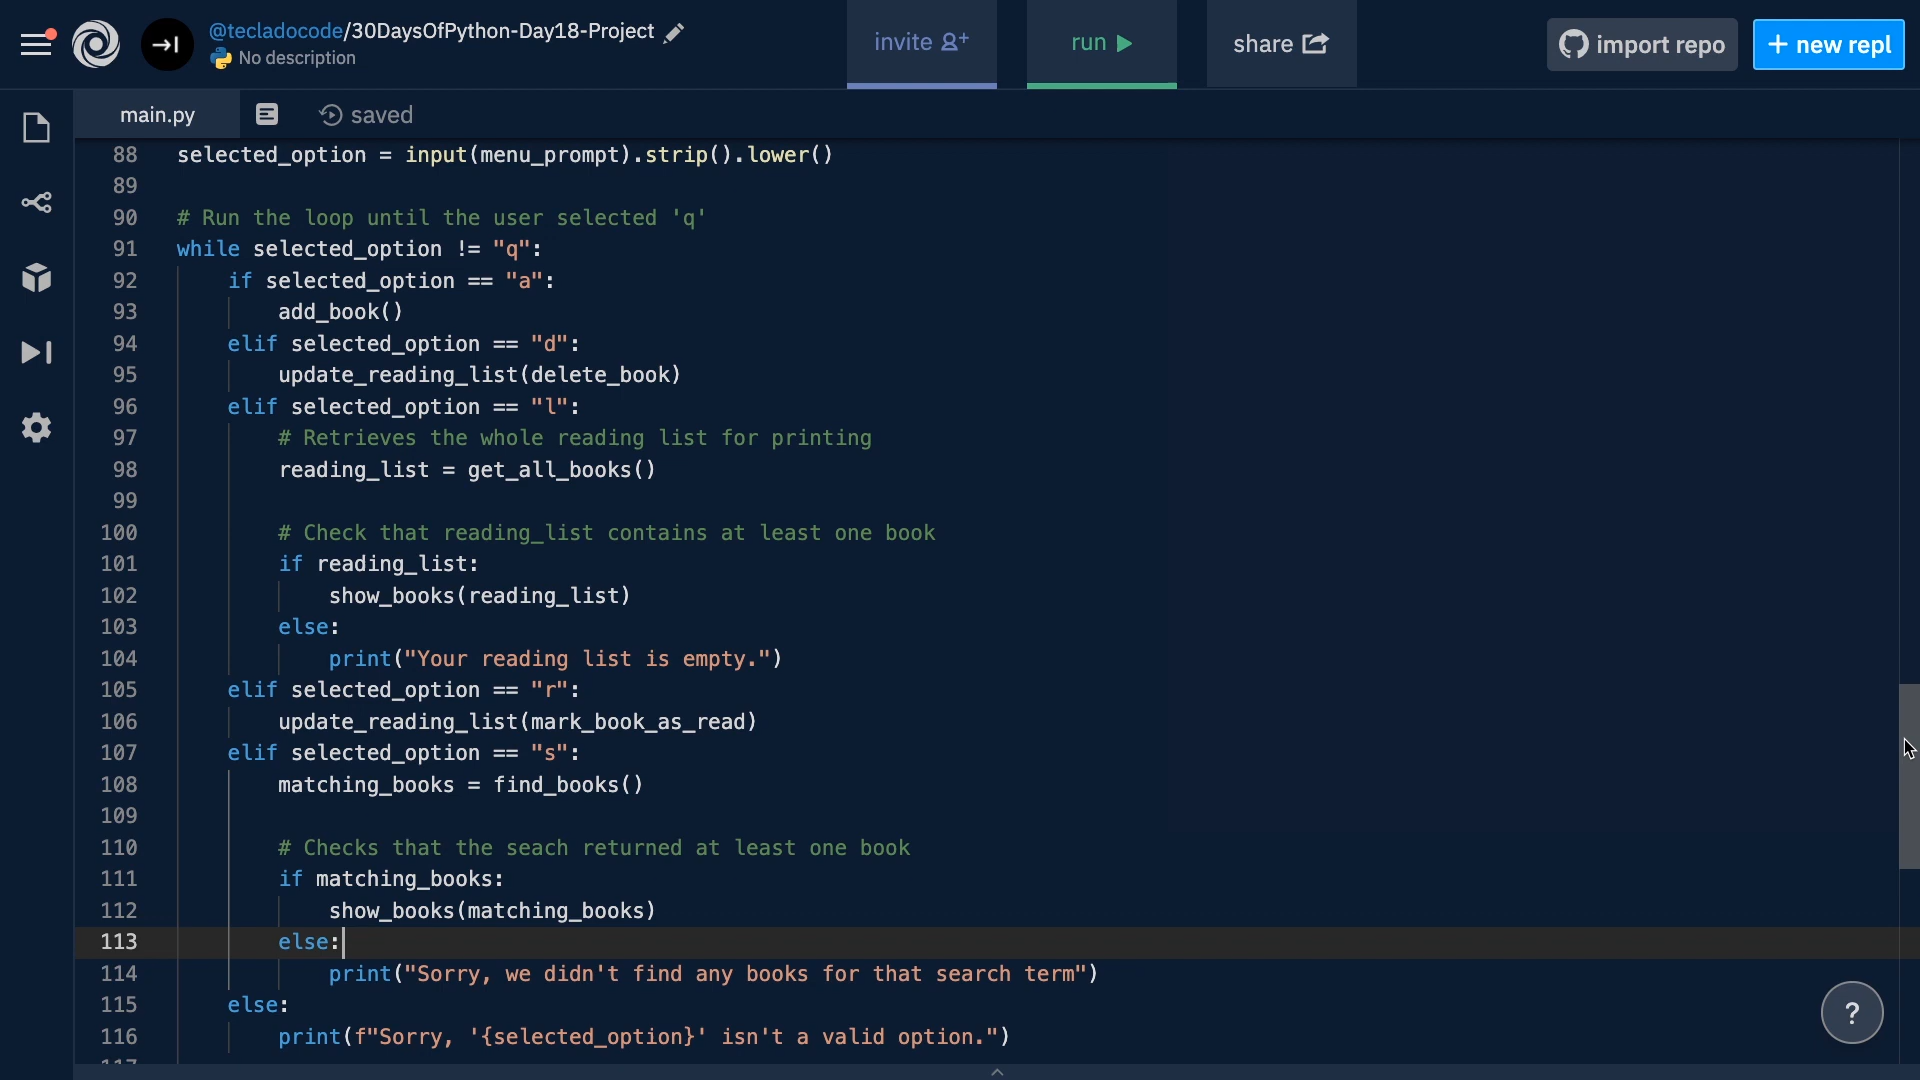 @tecladocode/30DaysOfPython-Day18-Project
No description
invite
run
share
import repo
+ new repl
main.py
saved
88 selected_option = input(menu_prompt).strip().lower()
89
90 # Run the loop until the user selected 'q'
91 while selected_option != "q":
92 if selected_option == "a":
93 add_book()
94 elif selected_option == "d":
95 update_reading_list(delete_book)
96 elif selected_option == "l":
97 # Retrieves the whole reading list for printing
98 reading_list = get_all_books()
99
100 # Check that reading_list contains at least one book
101 if reading_list:
102 show_books(reading_list)
103 else:
104 print("Your reading list is empty.")
105 elif selected_option == "r":
106 update_reading_list(mark_book_as_read)
107 elif selected_option == "s":
108 matching_books = find_books()
109
110 # Checks that the seach returned at least one book
111 if matching_books:
112 show_books(matching_books)
113 else:
114 print("Sorry, we didn't find any books for that search term")
115 else:
116 print(f"Sorry, '{selected_option}' isn't a valid option.")
?